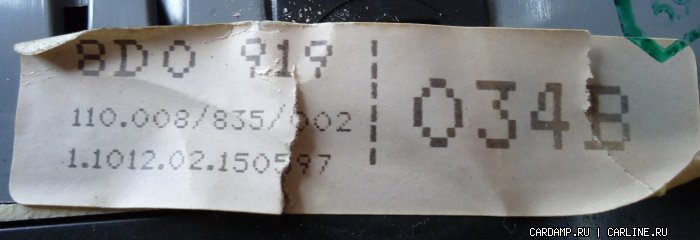 8D0 919
034B
110.008/835/002
1.1012.02.150597
CARDAMP.RU | CARLINE.RU